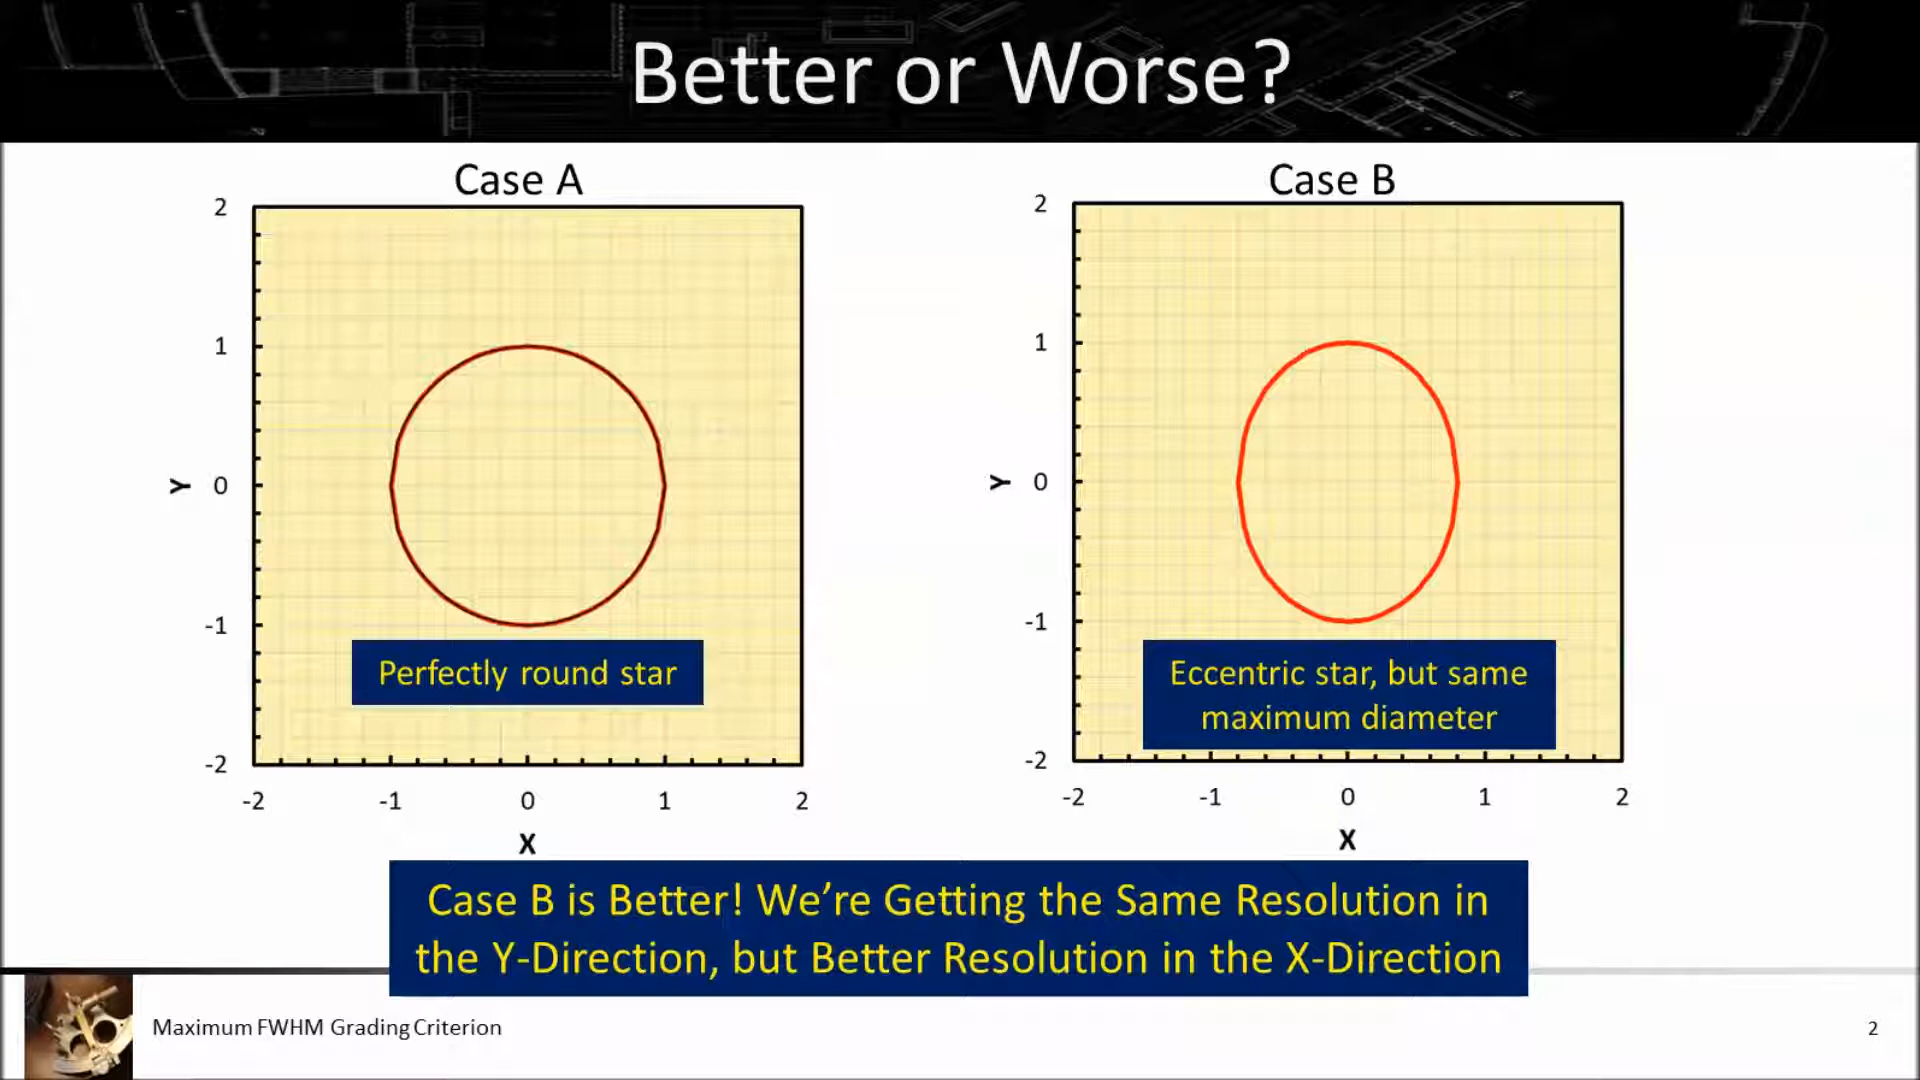 Better or Worse?
Case A
2
1
0
-1
-2
Y
-2
-1
0
1
2
X
Perfectly round star
Case B
2
1
0
-1
-2
Y
-2
-1
0
1
2
X
Eccentric star, but same
maximum diameter
Case B is Better! We’re Getting the Same Resolution in
the Y-Direction, but Better Resolution in the X-Direction
Maximum FWHM Grading Criterion
2